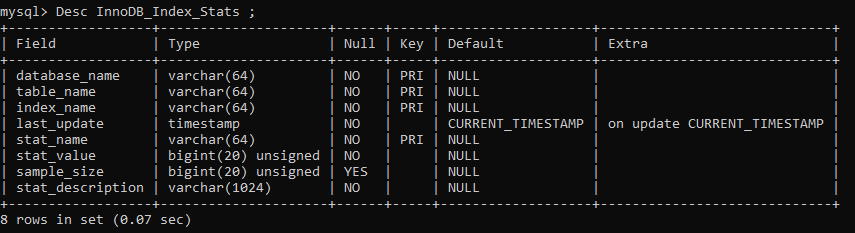 mysql> Desc InnoDB_Index_Stats ;
+------------------+---------------------+------+-----+-------------------+-----------------------------+
| Field            | Type                | Null | Key | Default           | Extra                       |
+------------------+---------------------+------+-----+-------------------+-----------------------------+
| database_name    | varchar(64)         | NO   | PRI | NULL              |                             |
| table_name       | varchar(64)         | NO   | PRI | NULL              |                             |
| index_name       | varchar(64)         | NO   | PRI | NULL              |                             |
| last_update      | timestamp           | NO   |     | CURRENT_TIMESTAMP | on update CURRENT_TIMESTAMP |
| stat_name        | varchar(64)         | NO   | PRI | NULL              |                             |
| stat_value       | bigint(20) unsigned | NO   |     | NULL              |                             |
| sample_size      | bigint(20) unsigned | YES  |     | NULL              |                             |
| stat_description | varchar(1024)       | NO   |     | NULL              |                             |
+------------------+---------------------+------+-----+-------------------+-----------------------------+
8 rows in set (0.07 sec)